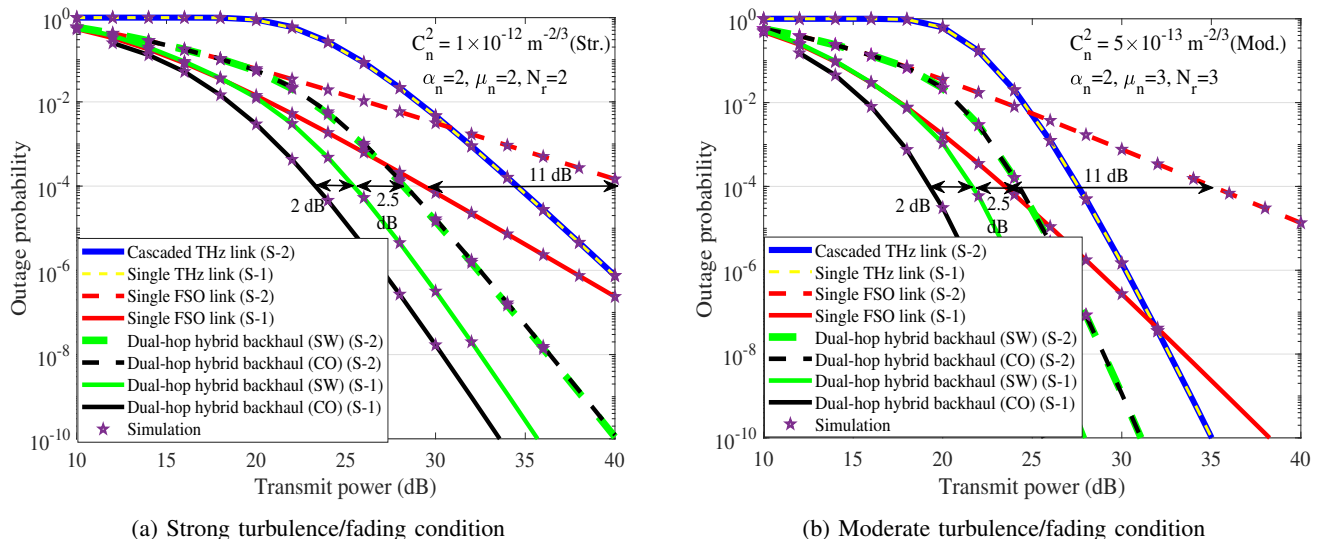 10^0
10^-2
10^-4
10^-6
10^-8
10^-10
Outage probability
C_n^2 = 1×10^-12 m^-2/3 (Str.)
α_n=2, μ_n=2, N_r=2
11 dB
2 dB
2.5
dB
Cascaded THz link (S-2)
Single THz link (S-1)
Single FSO link (S-2)
Single FSO link (S-1)
Dual-hop hybrid backhaul (SW) (S-2)
Dual-hop hybrid backhaul (CO) (S-2)
Dual-hop hybrid backhaul (SW) (S-1)
Dual-hop hybrid backhaul (CO) (S-1)
Simulation
10 15 20 25 30 35 40
Transmit power (dB)
(a) Strong turbulence/fading condition
10^0
10^-2
10^-4
10^-6
10^-8
10^-10
Outage probability
C_n^2 = 5×10^-13 m^-2/3 (Mod.)
α_n=2, μ_n=3, N_r=3
11 dB
2 dB
2.5
dB
Cascaded THz link (S-2)
Single THz link (S-1)
Single FSO link (S-2)
Single FSO link (S-1)
Dual-hop hybrid backhaul (SW) (S-2)
Dual-hop hybrid backhaul (CO) (S-2)
Dual-hop hybrid backhaul (SW) (S-1)
Dual-hop hybrid backhaul (CO) (S-1)
Simulation
10 15 20 25 30 35 40
Transmit power (dB)
(b) Moderate turbulence/fading condition